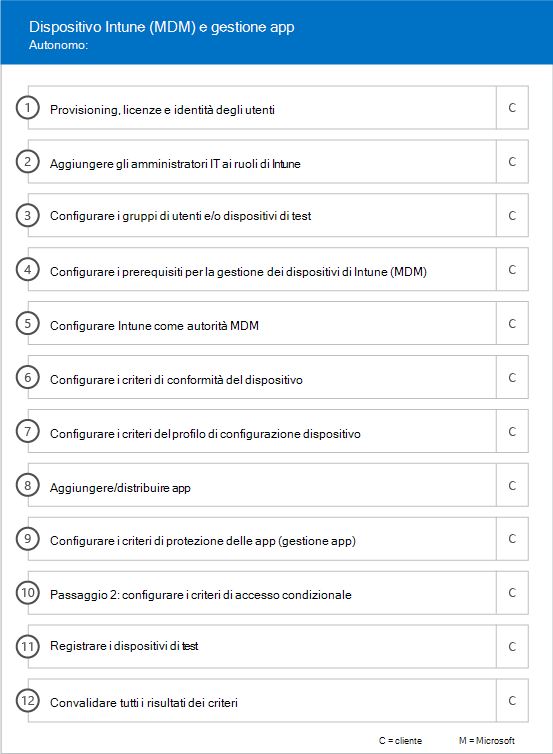 Dispositivo Intune (MDM) e gestione app
Autonomo:
1 Provisioning, licenze e identità degli utenti C
2 Aggiungere gli amministratori IT ai ruoli di Intune C
3 Configurare i gruppi di utenti e/o dispositivi di test C
4 Configurare i prerequisiti per la gestione dei dispositivi di Intune (MDM) C
5 Configurare Intune come autorità MDM C
6 Configurare i criteri di conformità del dispositivo C
7 Configurare i criteri del profilo di configurazione dispositivo C
8 Aggiungere/distribuire app C
9 Configurare i criteri di protezione delle app (gestione app) C
10 Passaggio 2: configurare i criteri di accesso condizionale C
11 Registrare i dispositivi di test C
12 Convalidare tutti i risultati dei criteri C
C = cliente M = Microsoft